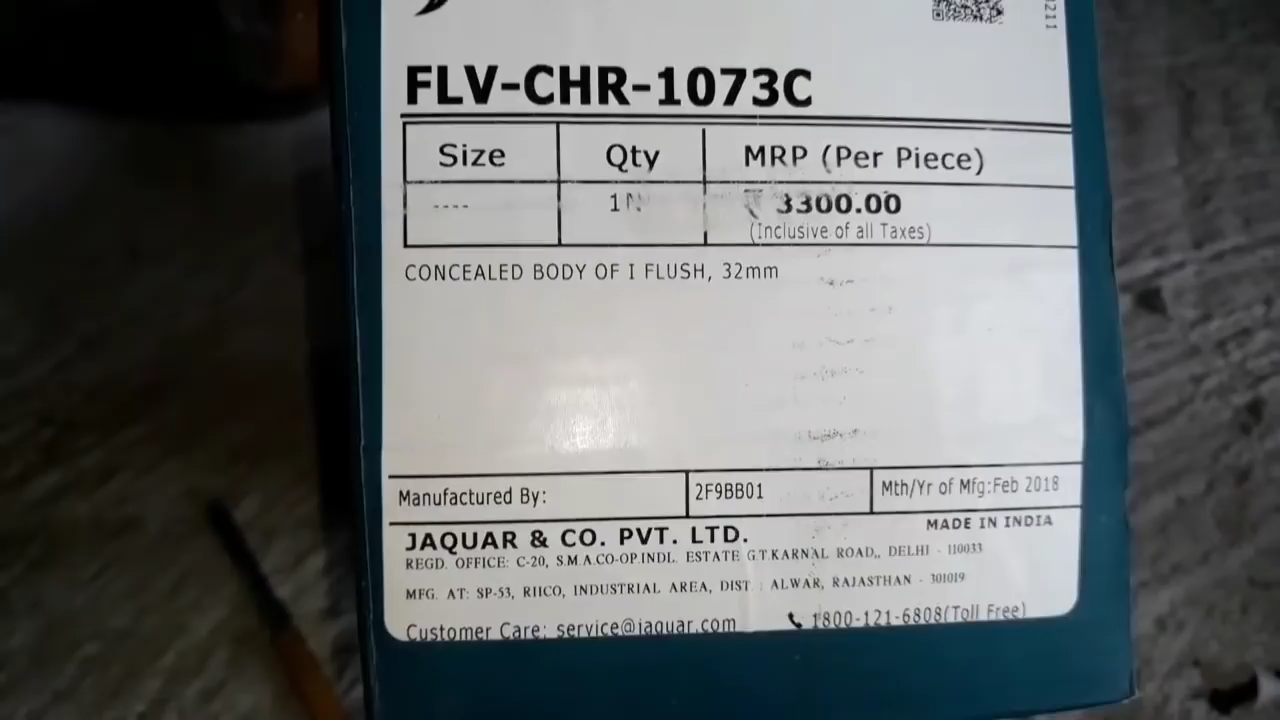 211
FLV-CHR-1073C
Size Qty MRP (Per Piece)
---- 1N ₹ 3300.00
(Inclusive of all Taxes)
CONCEALED BODY OF I FLUSH, 32mm
Manufactured By: 2F9BB01 Mth/Yr of Mfg:Feb 2018
MADE IN INDIA
JAQUAR & CO. PVT. LTD.
REGD. OFFICE: C-20, S.M.A.CO-OP.INDL. ESTATE G.T.KARNAL ROAD,, DELHI - 110033
MFG. AT: SP-53, RIICO, INDUSTRIAL AREA, DIST. : ALWAR, RAJASTHAN - 301019
Customer Care: service@jaquar.com 1800-121-6808(Toll Free)